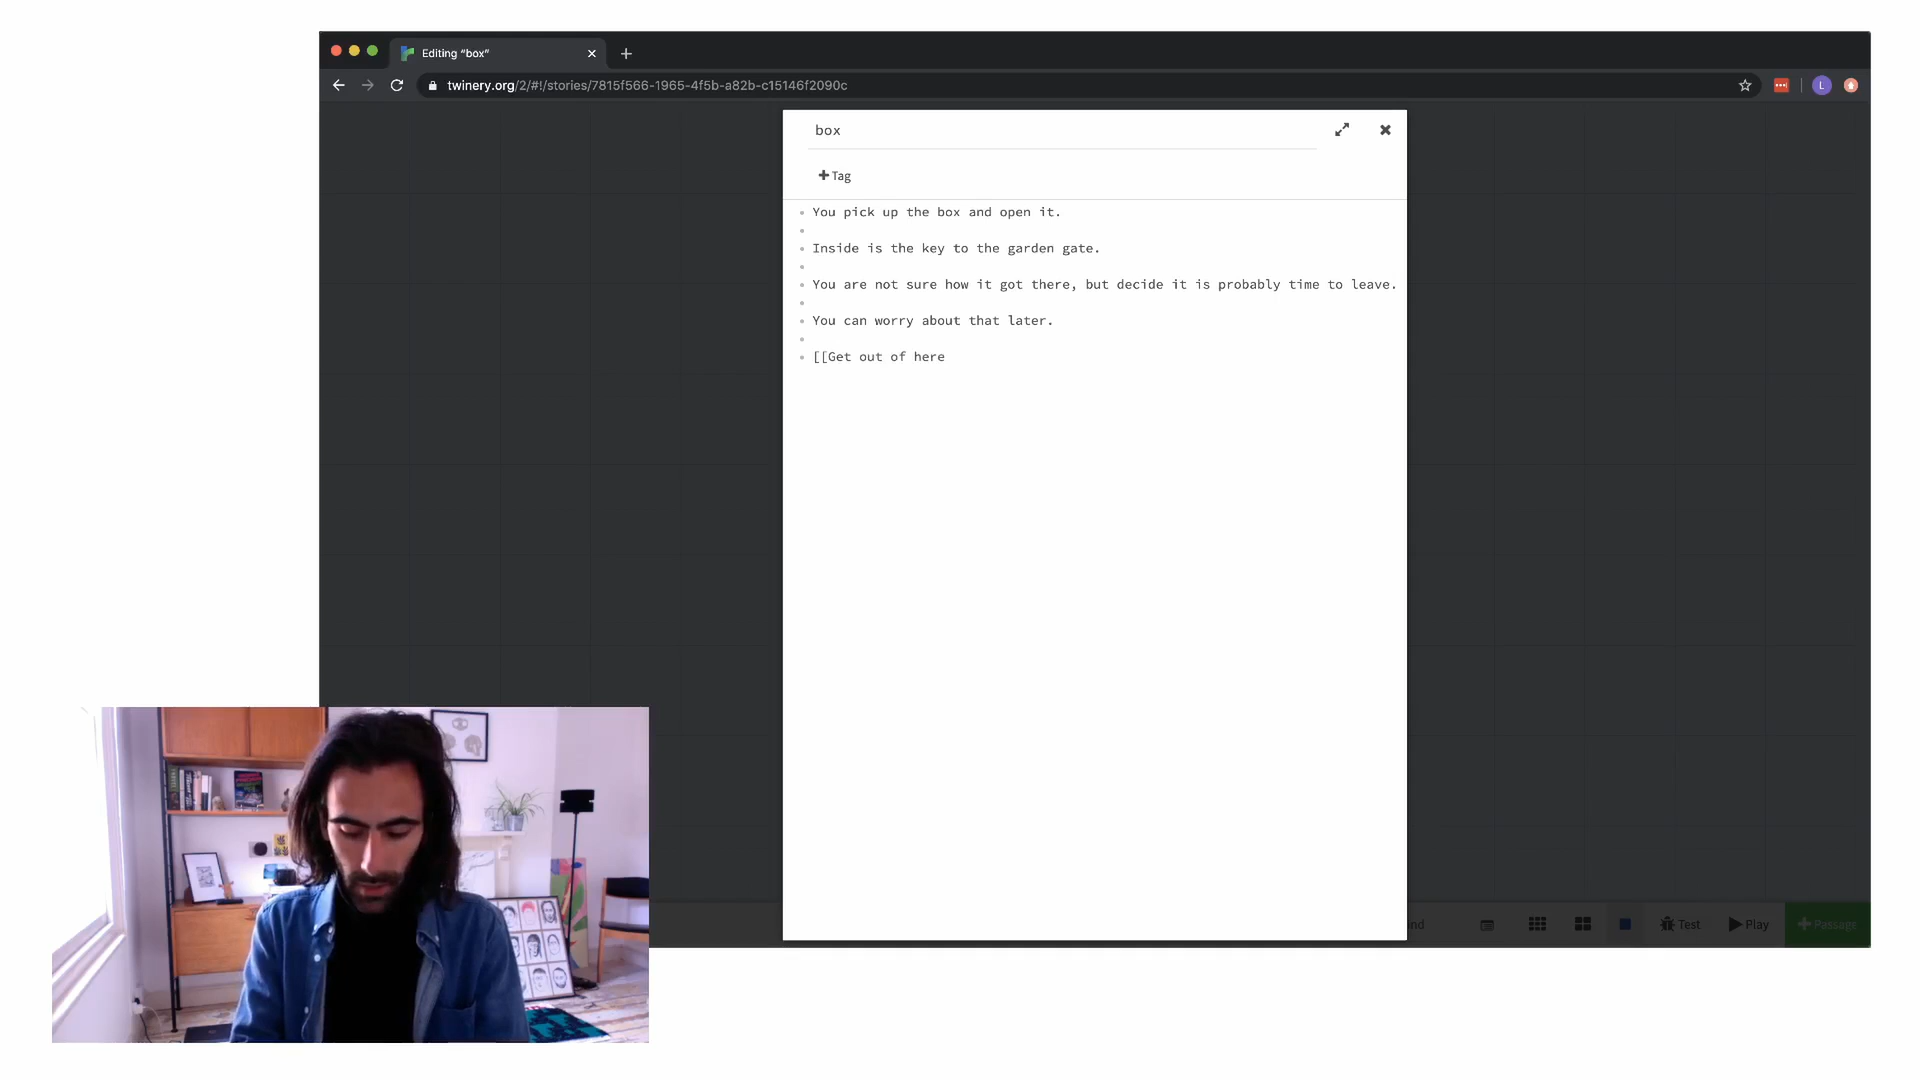 Editing “box”
twinery.org/2/#!/stories/7815f566-1965-4f5b-a82b-c15146f2090c
L
box
+Tag
You pick up the box and open it.
Inside is the key to the garden gate.
You are not sure how it got there, but decide it is probably time to leave.
You can worry about that later.
[[Get out of here
Test
Play
+Passage